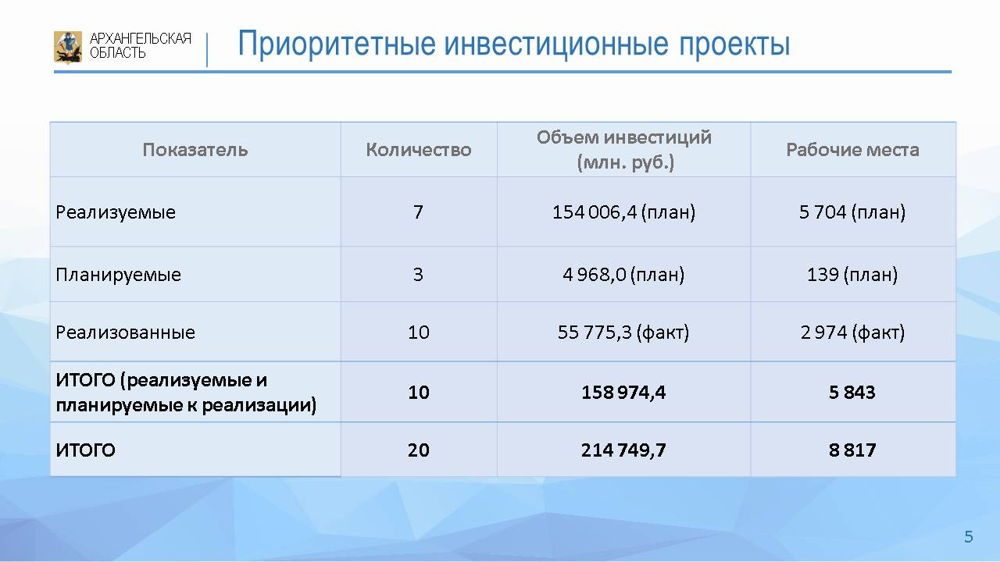 АРХАНГЕЛЬСКАЯ
ОБЛАСТЬ
Приоритетные инвестиционные проекты
Показатель Количество Объем инвестиций (млн. руб.) Рабочие места
Реализуемые 7 154 006,4 (план) 5 704 (план)
Планируемые 3 4 968,0 (план) 139 (план)
Реализованные 10 55 775,3 (факт) 2 974 (факт)
ИТОГО (реализуемые и
планируемые к реализации) 10 158 974,4 5 843
ИТОГО 20 214 749,7 8 817
5